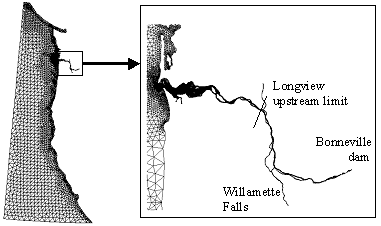 Longview
upstream limit
Bonneville
dam
Willamette
Falls